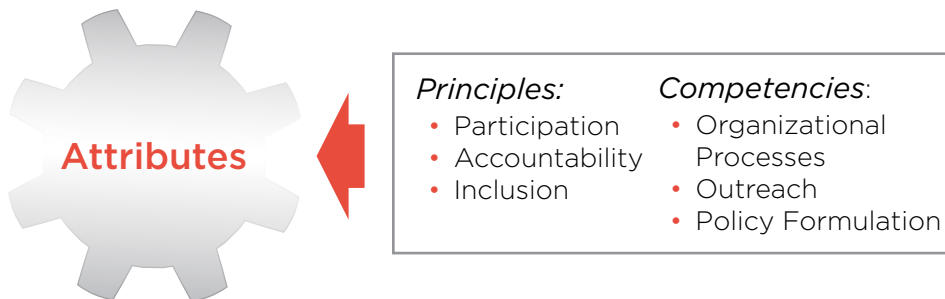 Attributes
Principles:
• Participation
• Accountability
• Inclusion
Competencies:
• Organizational
Processes
• Outreach
• Policy Formulation